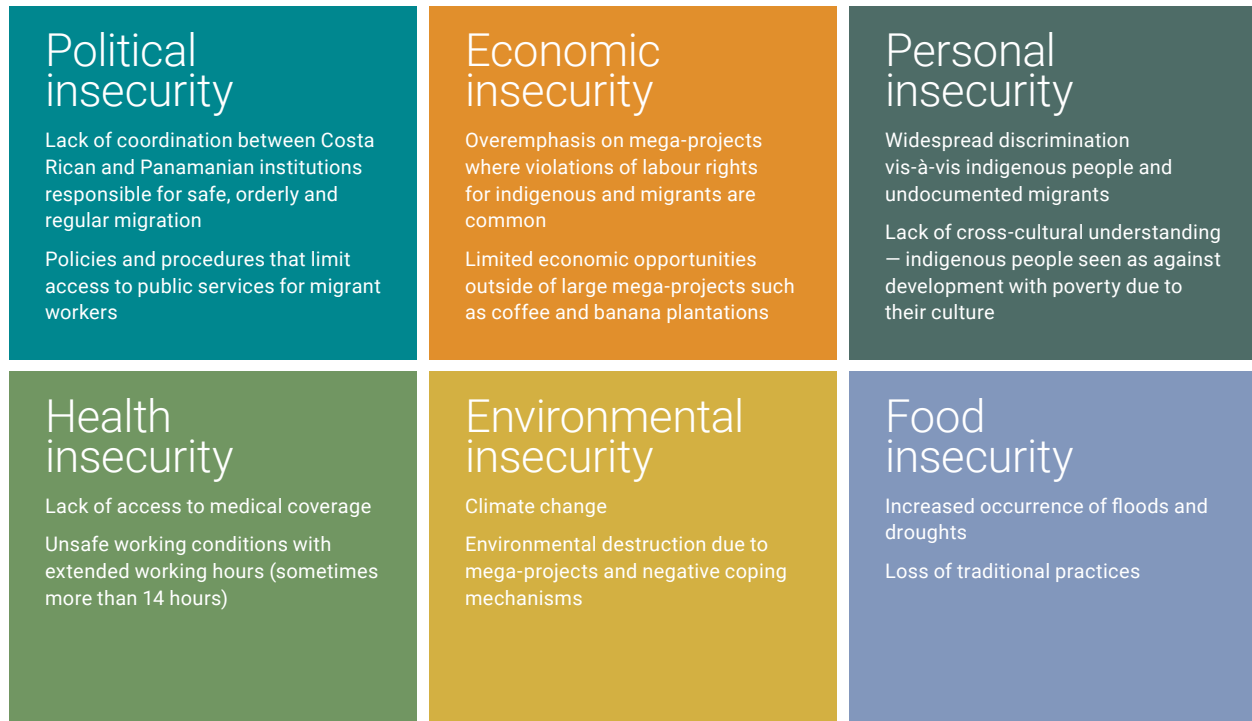 Political
insecurity
Lack of coordination between Costa
Rican and Panamanian institutions
responsible for safe, orderly and
regular migration
Policies and procedures that limit
access to public services for migrant
workers
Economic
insecurity
Overemphasis on mega-projects
where violations of labour rights
for indigenous and migrants are
common
Limited economic opportunities
outside of large mega-projects such
as coffee and banana plantations
Personal
insecurity
Widespread discrimination
vis-à-vis indigenous people and
undocumented migrants
Lack of cross-cultural understanding
— indigenous people seen as against
development with poverty due to
their culture
Health
insecurity
Lack of access to medical coverage
Unsafe working conditions with
extended working hours (sometimes
more than 14 hours)
Environmental
insecurity
Climate change
Environmental destruction due to
mega-projects and negative coping
mechanisms
Food
insecurity
Increased occurrence of floods and
droughts
Loss of traditional practices